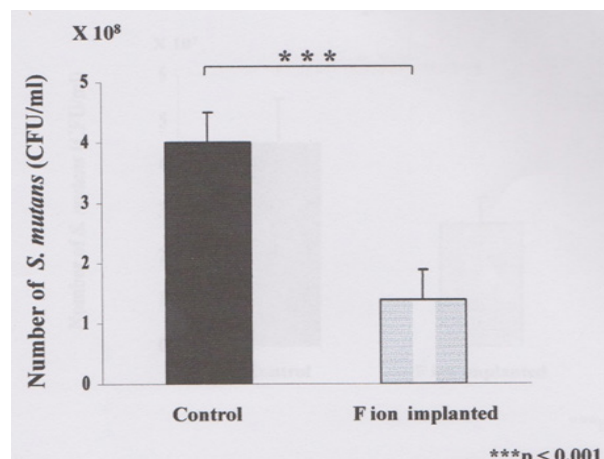 X 10⁸
***
Number of S. mutans (CFU/ml)
5
4
3
2
1
0
Control
F ion implanted
***p < 0.001